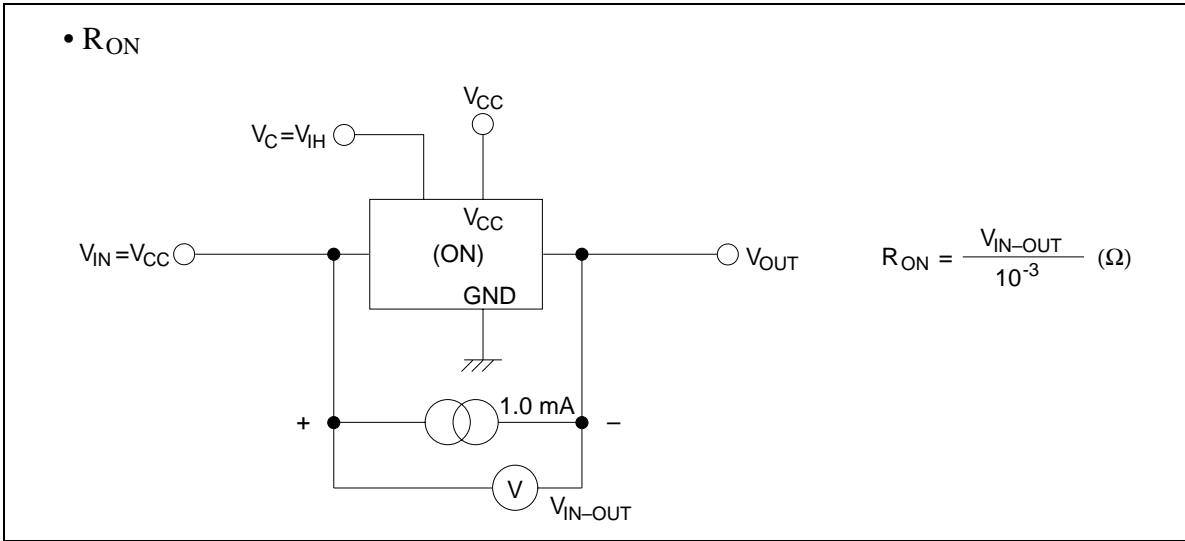 • RON
VCC
VC=VIH
VCC
VIN=VCC
(ON)
VOUT
GND
RON = VIN–OUT / 10-3 (Ω)
+
1.0 mA
–
V
VIN–OUT